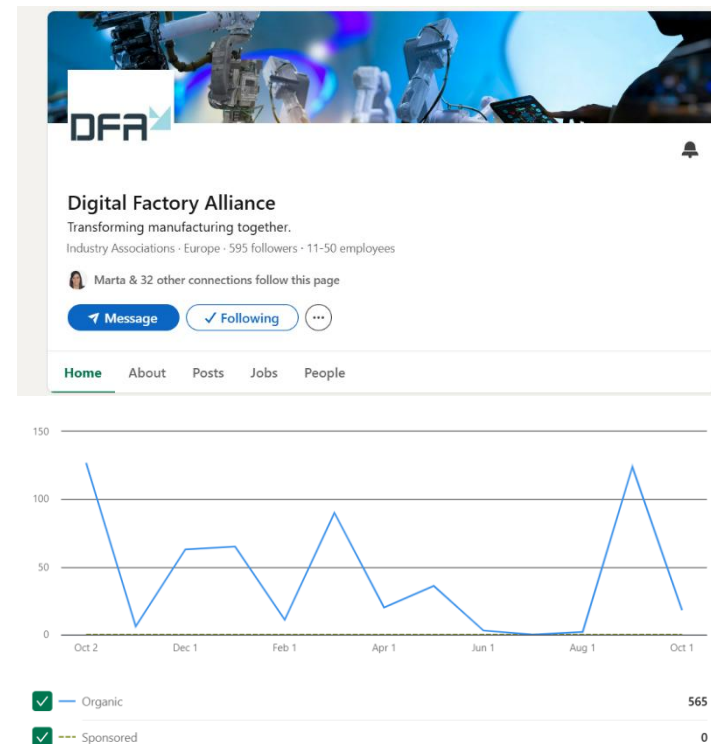 DFA
Digital Factory Alliance
Transforming manufacturing together.
Industry Associations · Europe · 595 followers · 11-50 employees
Marta & 32 other connections follow this page
Message Following ...
Home About Posts Jobs People
150
100
50
0
Oct 2 Dec 1 Feb 1 Apr 1 Jun 1 Aug 1 Oct 1
Organic 565
Sponsored 0